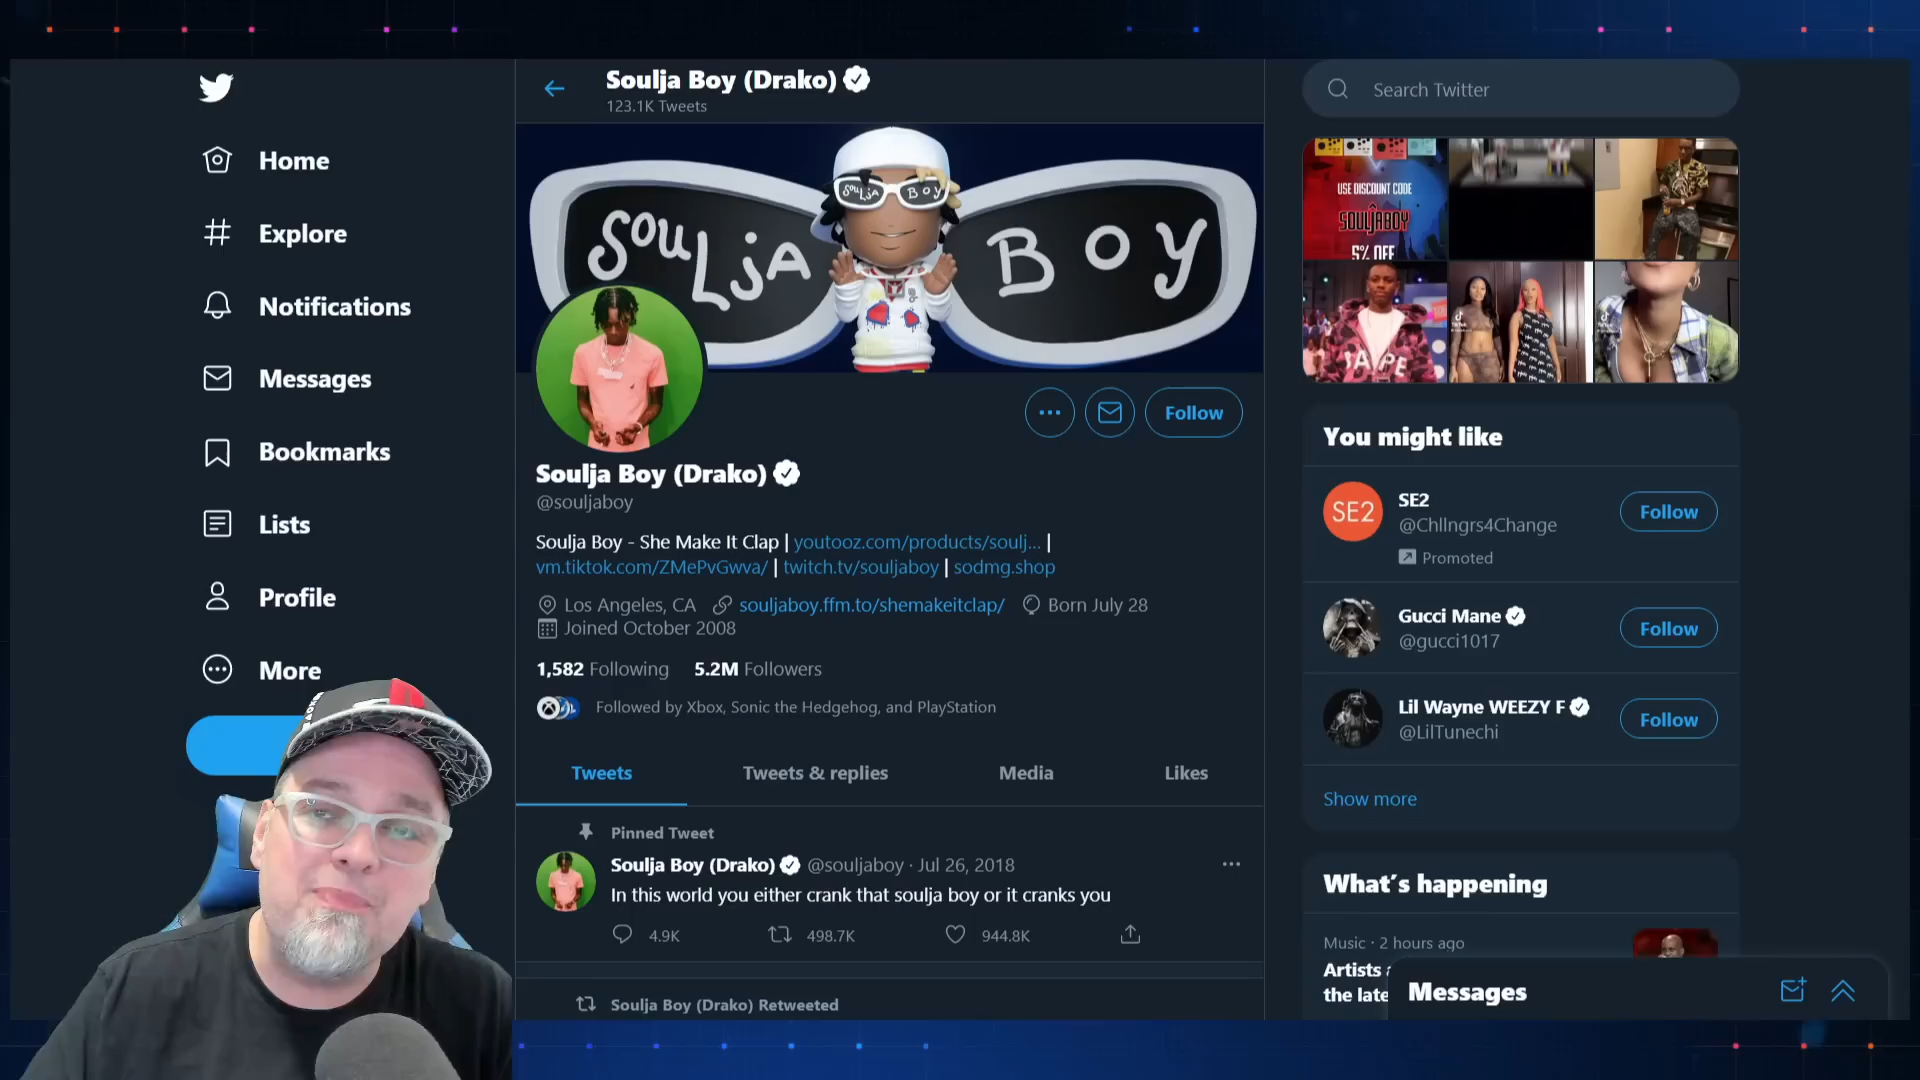 Soulja Boy (Drako)
123.1K Tweets
Search Twitter
Home
Explore
Notifications
Messages
Bookmarks
Lists
Profile
More
SOULJA BOY
SOULJA BOY
USE DISCOUNT CODE
SOULJABOY
5% OFF
Follow
Soulja Boy (Drako)
@souljaboy
Soulja Boy - She Make It Clap | youtooz.com/products/soulj... |
vm.tiktok.com/ZMePvGwva/ | twitch.tv/souljaboy | sodmg.shop
Los Angeles, CA souljaboy.ffm.to/shemakeitclap/ Born July 28
Joined October 2008
1,582 Following 5.2M Followers
Followed by Xbox, Sonic the Hedgehog, and PlayStation
Tweets Tweets & replies Media Likes
Pinned Tweet
Soulja Boy (Drako) @souljaboy · Jul 26, 2018
In this world you either crank that soulja boy or it cranks you
4.9K 498.7K 944.8K
Soulja Boy (Drako) Retweeted
You might like
SE2
@Chllngrs4Change
Follow
Promoted
Gucci Mane
@gucci1017
Follow
Lil Wayne WEEZY F
@LilTunechi
Follow
Show more
What's happening
Music · 2 hours ago
Artists
the late
Messages